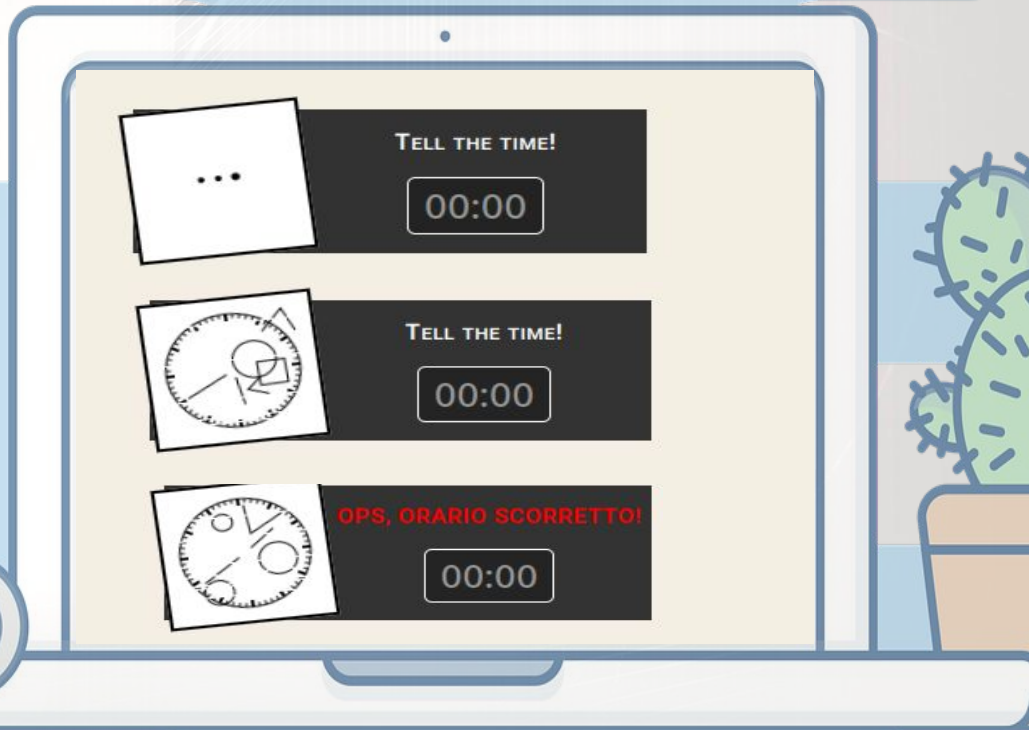 ...
TELL THE TIME!
00:00
TELL THE TIME!
00:00
OPS, ORARIO SCORRETTO!
00:00